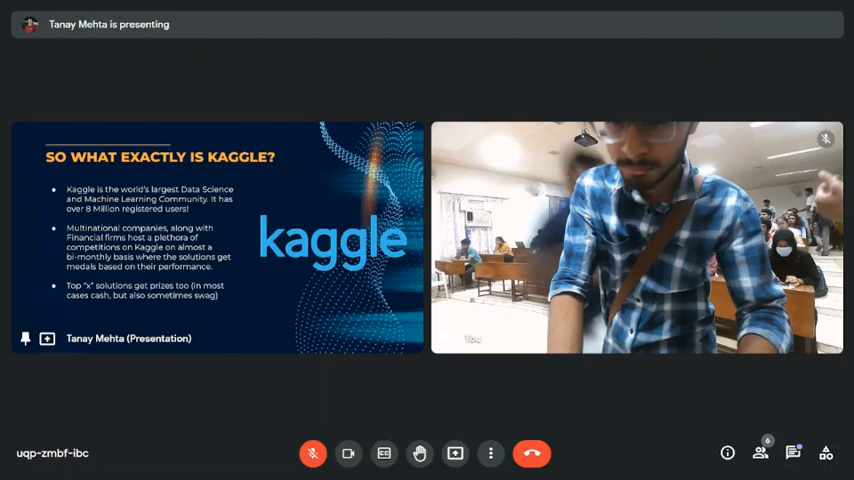 Tanay Mehta is presenting
SO WHAT EXACTLY IS KAGGLE?
• Kaggle is the world's largest Data Science
and Machine Learning Community. It has
over 8 Million registered users!
• Multinational companies, along with
Financial firms host a plethora of
competitions on Kaggle on almost a
bi-monthly basis where the solutions get
medals based on their performance.
• Top "x" solutions get prizes too (in most
cases cash, but also sometimes swag)
kaggle
Tanay Mehta (Presentation)
You
uqp-zmbf-ibc
CC
6